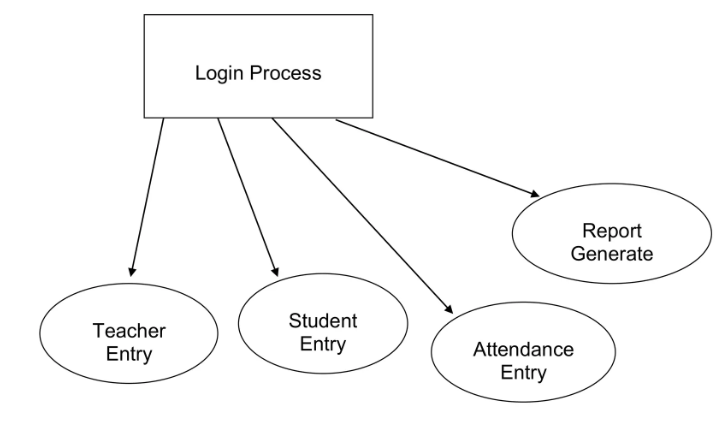 Login Process
Report
Generate
Teacher
Entry
Student
Entry
Attendance
Entry